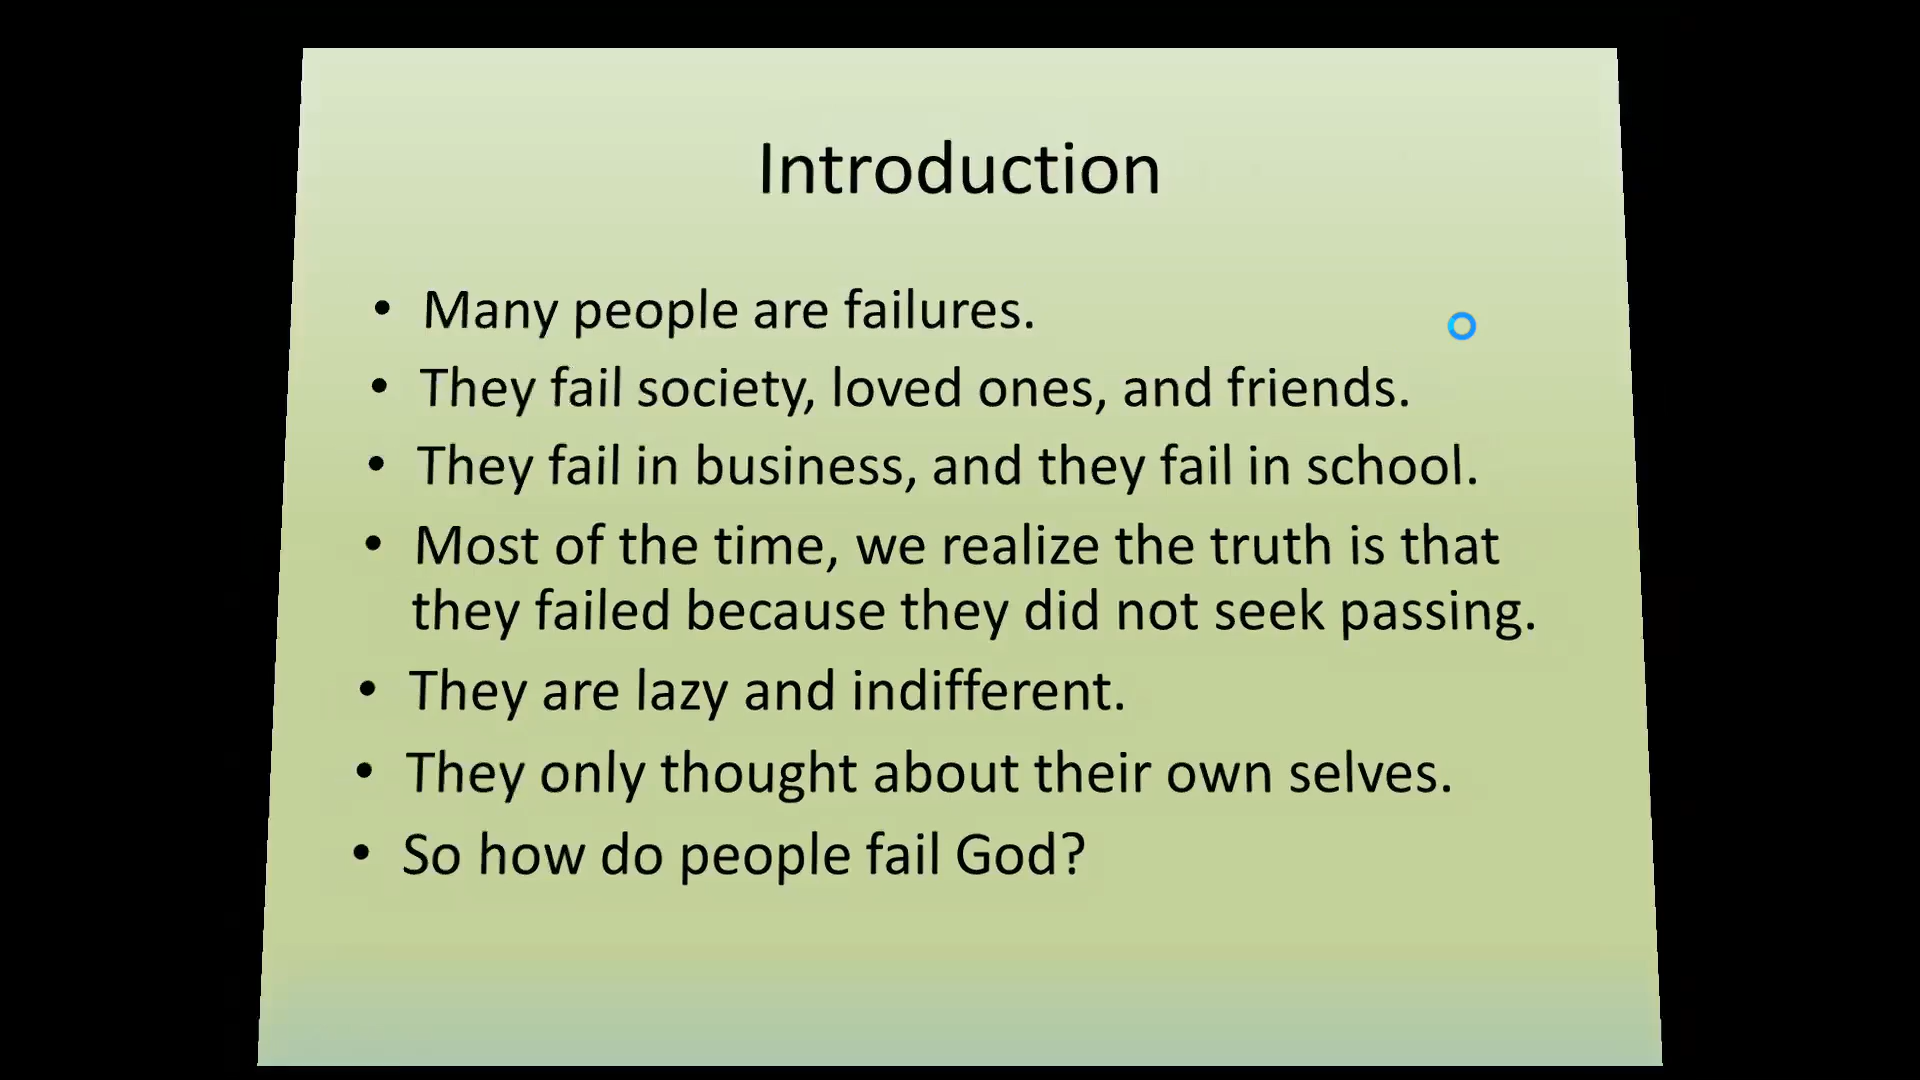 Introduction
• Many people are failures.
• They fail society, loved ones, and friends.
• They fail in business, and they fail in school.
• Most of the time, we realize the truth is that
they failed because they did not seek passing.
• They are lazy and indifferent.
• They only thought about their own selves.
• So how do people fail God?